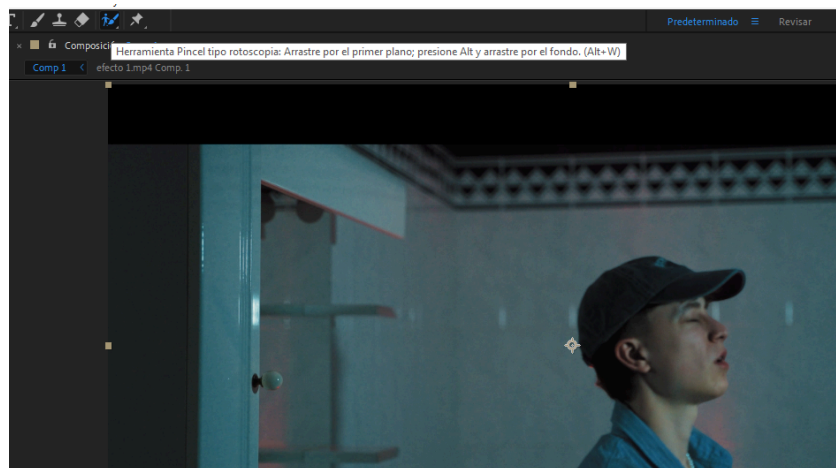 Predeterminado
Revisar
Herramienta Pincel tipo rotoscopia: Arrastre por el primer plano; presione Alt y arrastre por el fondo. (Alt+W)
Comp 1
efecto 1.mp4 Comp. 1